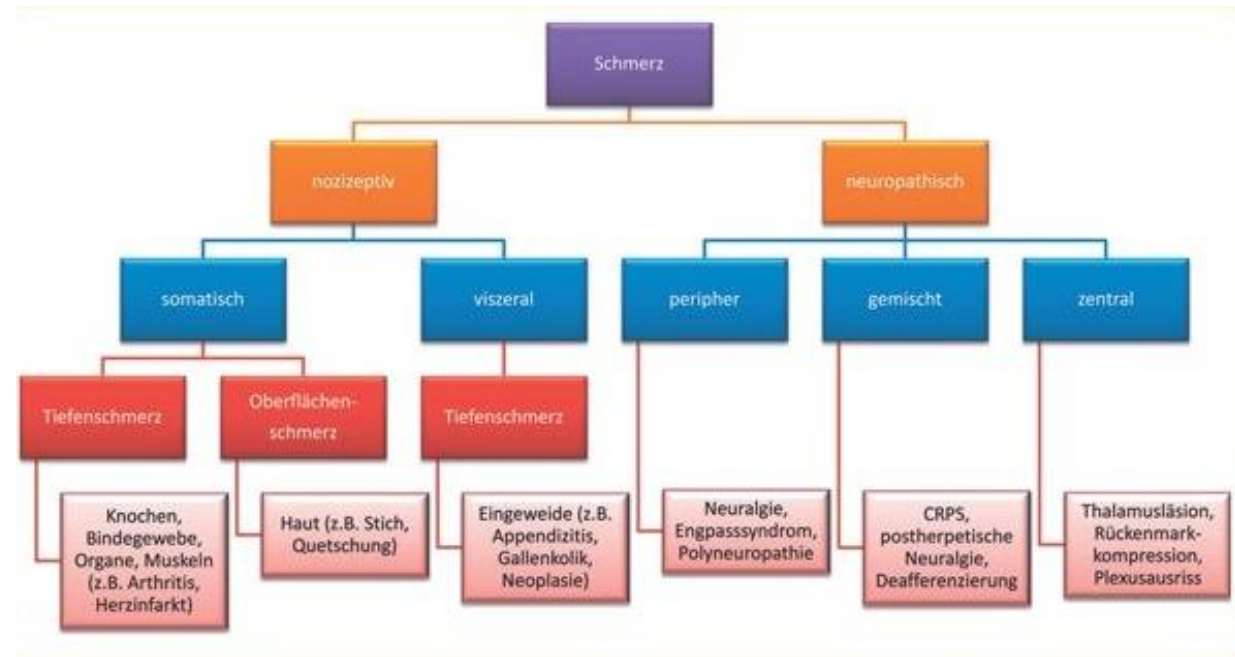 Schmerz
nozizeptiv
neuropathisch
somatisch
viszeral
peripher
gemischt
zentral
Tiefenschmerz
Oberflächen-
schmerz
Tiefenschmerz
Knochen,
Bindegewebe,
Organe, Muskeln
(z.B. Arthritis,
Herzinfarkt)
Haut (z.B. Stich,
Quetschung)
Eingeweide (z.B.
Appendizitis,
Gallenkolik,
Neoplasie)
Neuralgie,
Engpasssyndrom,
Polyneuropathie
CRPS,
postherpetische
Neuralgie,
Deafferenzierung
Thalamusläsion,
Rückenmark-
kompression,
Plexusausriss